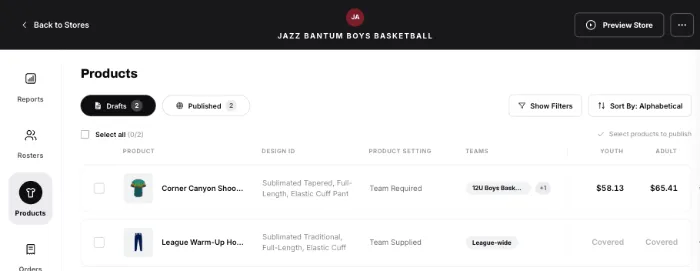 Back to Stores
JA
JAZZ BANTUM BOYS BASKETBALL
Preview Store
Reports
Rosters
Products
Orders
Products
Drafts 2
Published 2
Show Filters
Sort By: Alphabetical
Select all (0/2)
Select products to publish
PRODUCT DESIGN ID PRODUCT SETTING TEAMS YOUTH ADULT
Corner Canyon Shoo...
Sublimated Tapered, Full-
Length, Elastic Cuff Pant
Team Required
12U Boys Bask... +1
$58.13 $65.41
League Warm-Up Ho...
Sublimated Traditional,
Full-Length, Elastic Cuff
Team Supplied
League-wide
Covered Covered